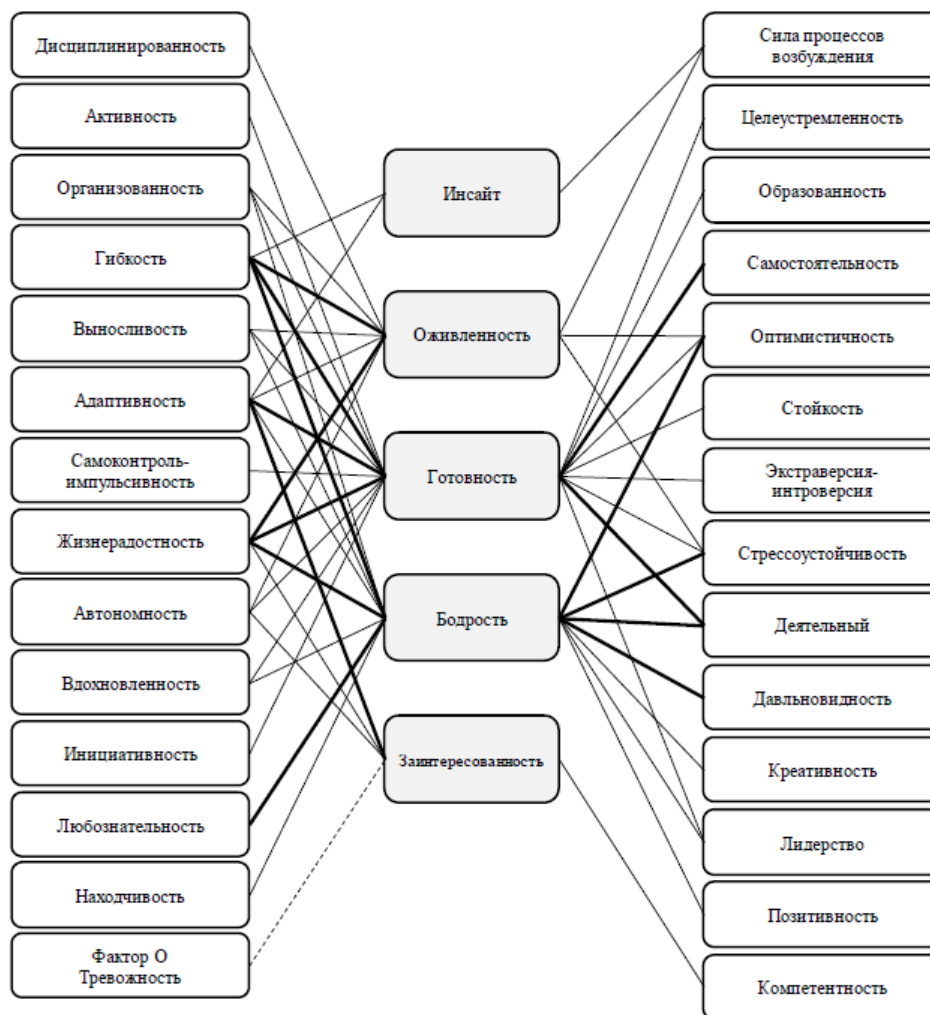 Дисциплинированность
Активность
Организованность
Гибкость
Выносливость
Адаптивность
Самоконтроль-
импульсивность
Жизнерадостность
Автономность
Вдохновленность
Инициативность
Любознательность
Находчивость
Фактор О
Тревожность
Инсайт
Оживленность
Готовность
Бодрость
Заинтересованность
Сила процессов
возбуждения
Целеустремленность
Образованность
Самостоятельность
Оптимистичность
Стойкость
Экстраверсия-
интроверсия
Стрессоустойчивость
Деятельный
Давльновидность
Креативность
Лидерство
Позитивность
Компетентность